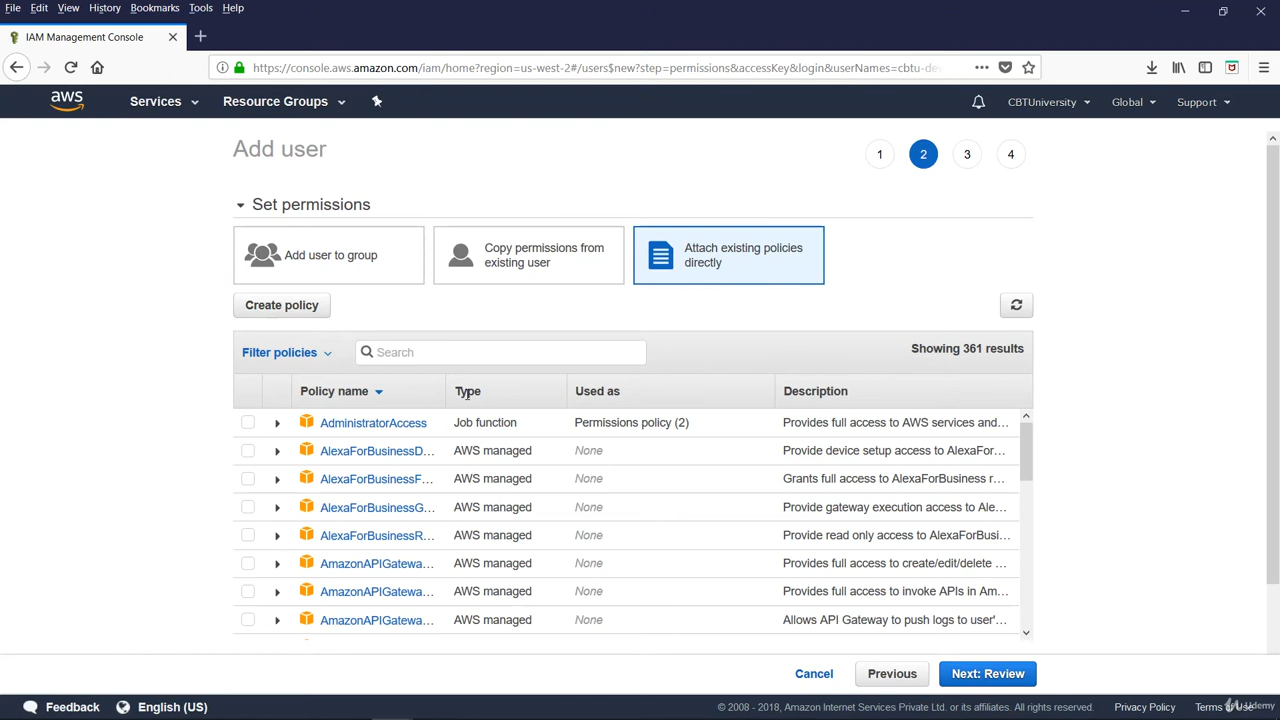 File Edit View History Bookmarks Tools Help
IAM Management Console
https://console.aws.amazon.com/iam/home?region=us-west-2#/users$new?step=permissions&accessKey&login&userNames=cbtu-de
aws Services Resource Groups CBTUniversity Global Support
Add user
1 2 3 4
Set permissions
Add user to group
Copy permissions from
existing user
Attach existing policies
directly
Create policy
Filter policies Search Showing 361 results
Policy name Type Used as Description
AdministratorAccess Job function Permissions policy (2) Provides full access to AWS services and...
AlexaForBusinessD... AWS managed None Provide device setup access to AlexaFor...
AlexaForBusinessF... AWS managed None Grants full access to AlexaForBusiness r...
AlexaForBusinessG... AWS managed None Provide gateway execution access to Ale...
AlexaForBusinessR... AWS managed None Provide read only access to AlexaForBusi...
AmazonAPIGatewa... AWS managed None Provides full access to create/edit/delete ...
AmazonAPIGatewa... AWS managed None Provides full access to invoke APIs in Am...
AmazonAPIGatewa... AWS managed None Allows API Gateway to push logs to user'...
Cancel Previous Next: Review
Feedback English (US) © 2008 - 2018, Amazon Internet Services Private Ltd. or its affiliates. All rights reserved. Privacy Policy Terms of Use
Udemy